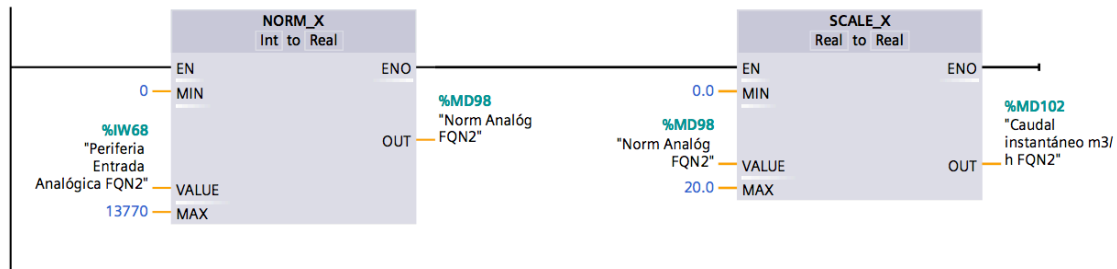 NORM_X
Int to Real
EN
ENO
0
MIN
%IW68
"Periferia
Entrada
Analógica FQN2"
VALUE
13770
MAX
OUT
%MD98
"Norm Analóg
FQN2"
SCALE_X
Real to Real
EN
ENO
0.0
MIN
%MD98
"Norm Analóg
FQN2"
VALUE
20.0
MAX
OUT
%MD102
"Caudal
instantáneo m3/
h FQN2"